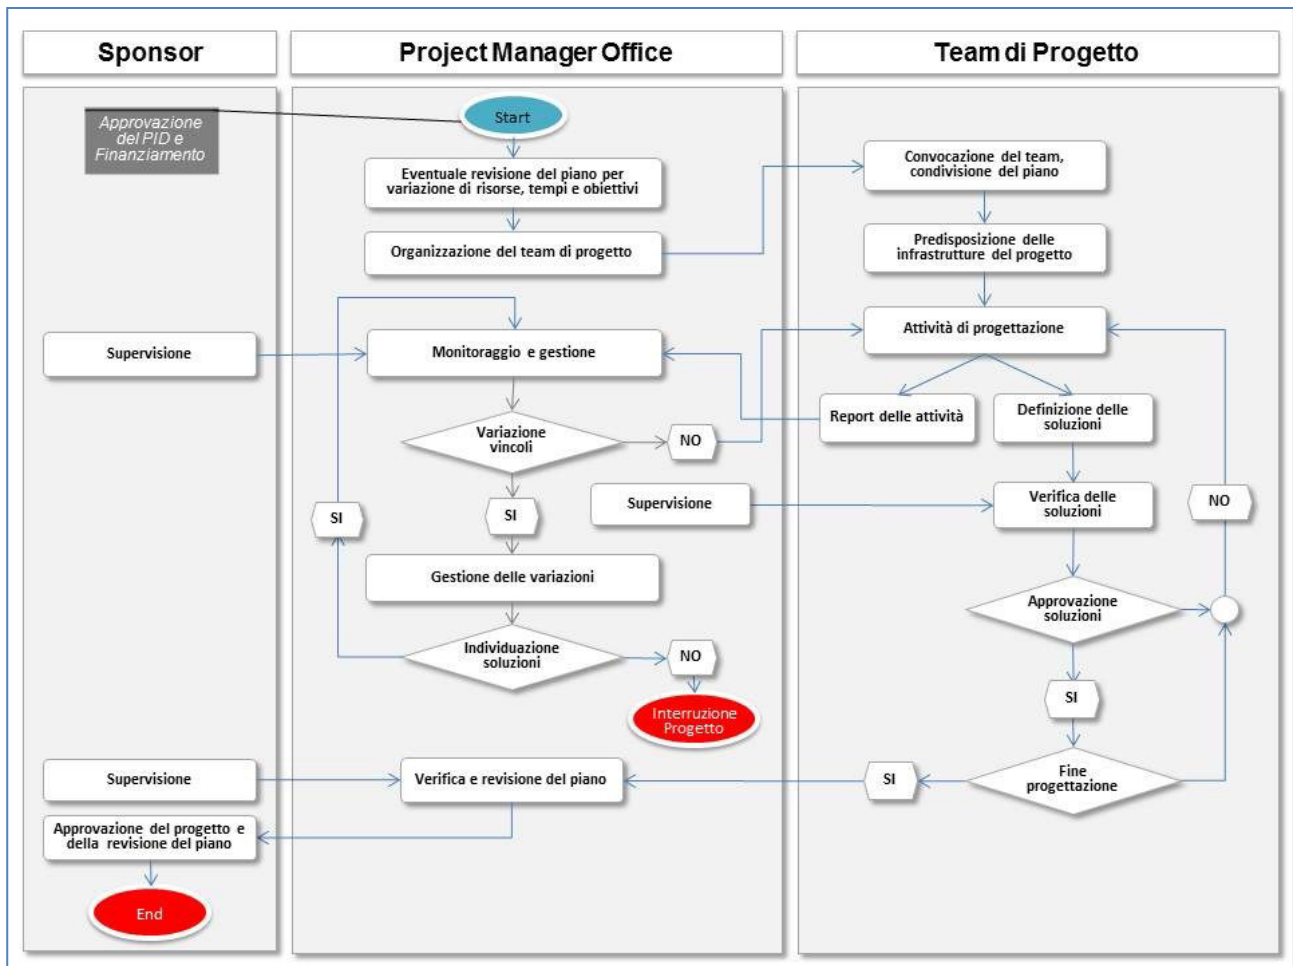 Sponsor
Project Manager Office
Team di Progetto
Approvazione
del PID e
Finanziamento
Start
Eventuale revisione del piano per
variazione di risorse, tempi e obiettivi
Organizzazione del team di progetto
Convocazione del team,
condivisione del piano
Predisposizione delle
infrastrutture del progetto
Attività di progettazione
Supervisione
Monitoraggio e gestione
Report delle attività
Definizione delle
soluzioni
Variazione
vincoli
NO
SI
SI
Supervisione
Verifica delle
soluzioni
NO
Gestione delle variazioni
Approvazione
soluzioni
Individuazione
soluzioni
NO
SI
Interruzione
Progetto
Supervisione
Verifica e revisione del piano
SI
Fine
progettazione
Approvazione del progetto e
della revisione del piano
End